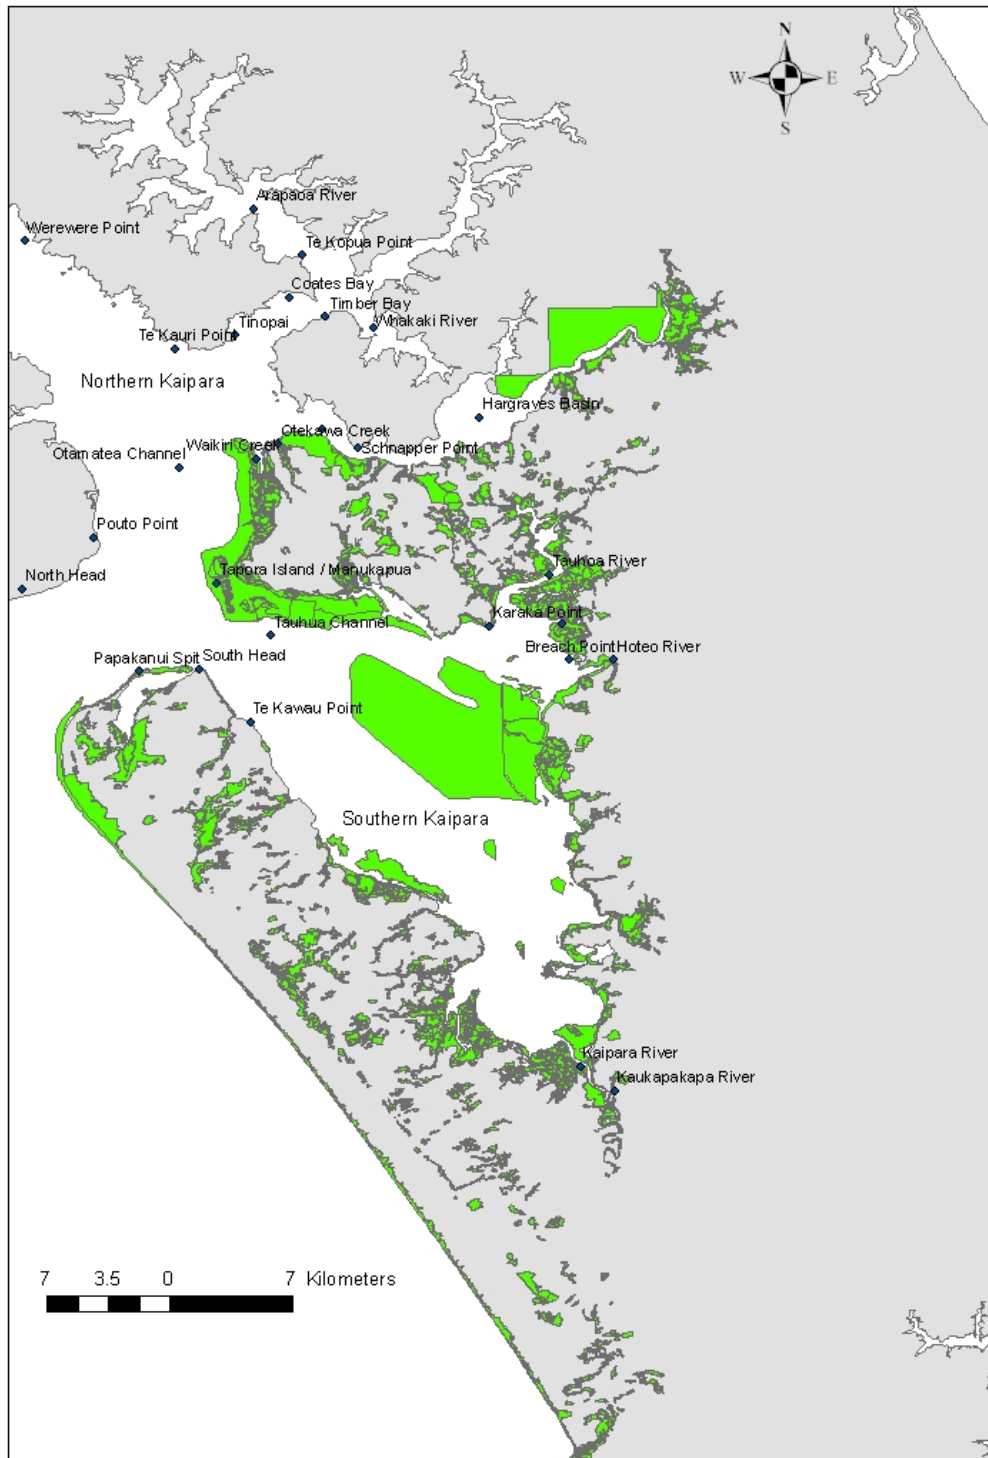 N
W E
S
Arapaoa River
Werewere Point
Te Kopua Point
Coates Bay
Timber Bay
Tinopai
Whakaki River
Te Kauri Point
Northern Kaipara
Hargraves Basin
Otekawa Creek
Waikiri Creek
Schnapper Point
Otamatea Channel
Pouto Point
Tauhoa River
Tapora Island / Manukapua
North Head
Karaka Point
Tauhua Channel
Breach Point
Hoteo River
Papakanui Spit
South Head
Te Kawau Point
Southern Kaipara
Kaipara River
Kaukapakapa River
7 3.5 0 7 Kilometers